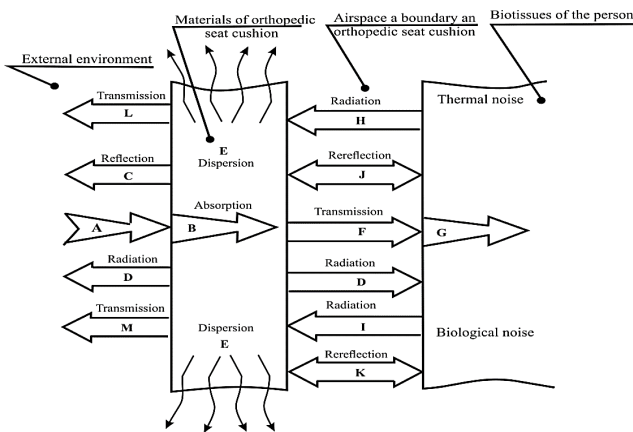 Materials of orthopedic
seat cushion
Airspace a boundary an
orthopedic seat cushion
Biotissues of the person
External environment
Transmission
L
Reflection
C
A
Radiation
D
Transmission
M
E
Dispersion
Absorption
B
Dispersion
E
Radiation
H
Rereflection
J
Transmission
F
Radiation
D
Radiation
I
Rereflection
K
Thermal noise
G
Biological noise